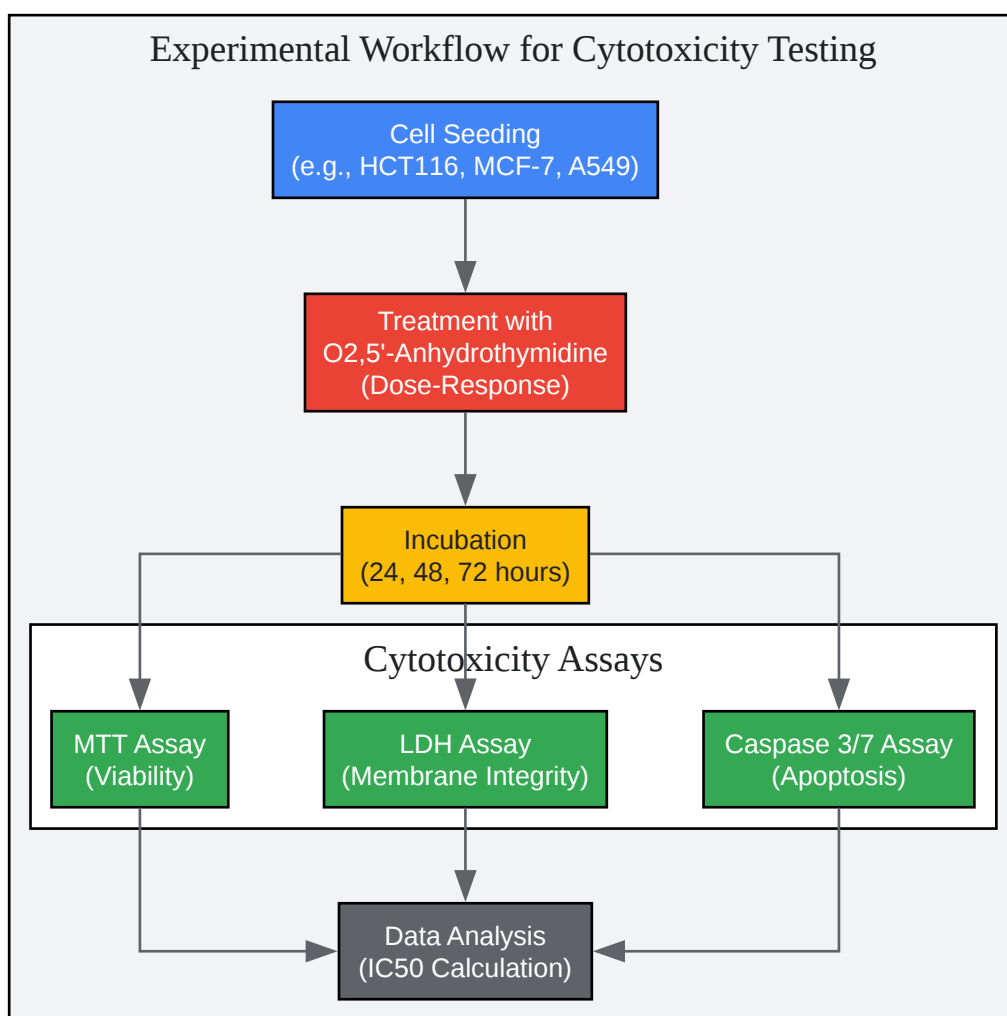 Experimental Workflow for Cytotoxicity Testing
Cell Seeding
(e.g., HCT116, MCF-7, A549)
Treatment with
O2,5'-Anhydrothymidine
(Dose-Response)
Incubation
(24, 48, 72 hours)
Cytotoxicity Assays
MTT Assay
(Viability)
LDH Assay
(Membrane Integrity)
Caspase 3/7 Assay
(Apoptosis)
Data Analysis
(IC50 Calculation)